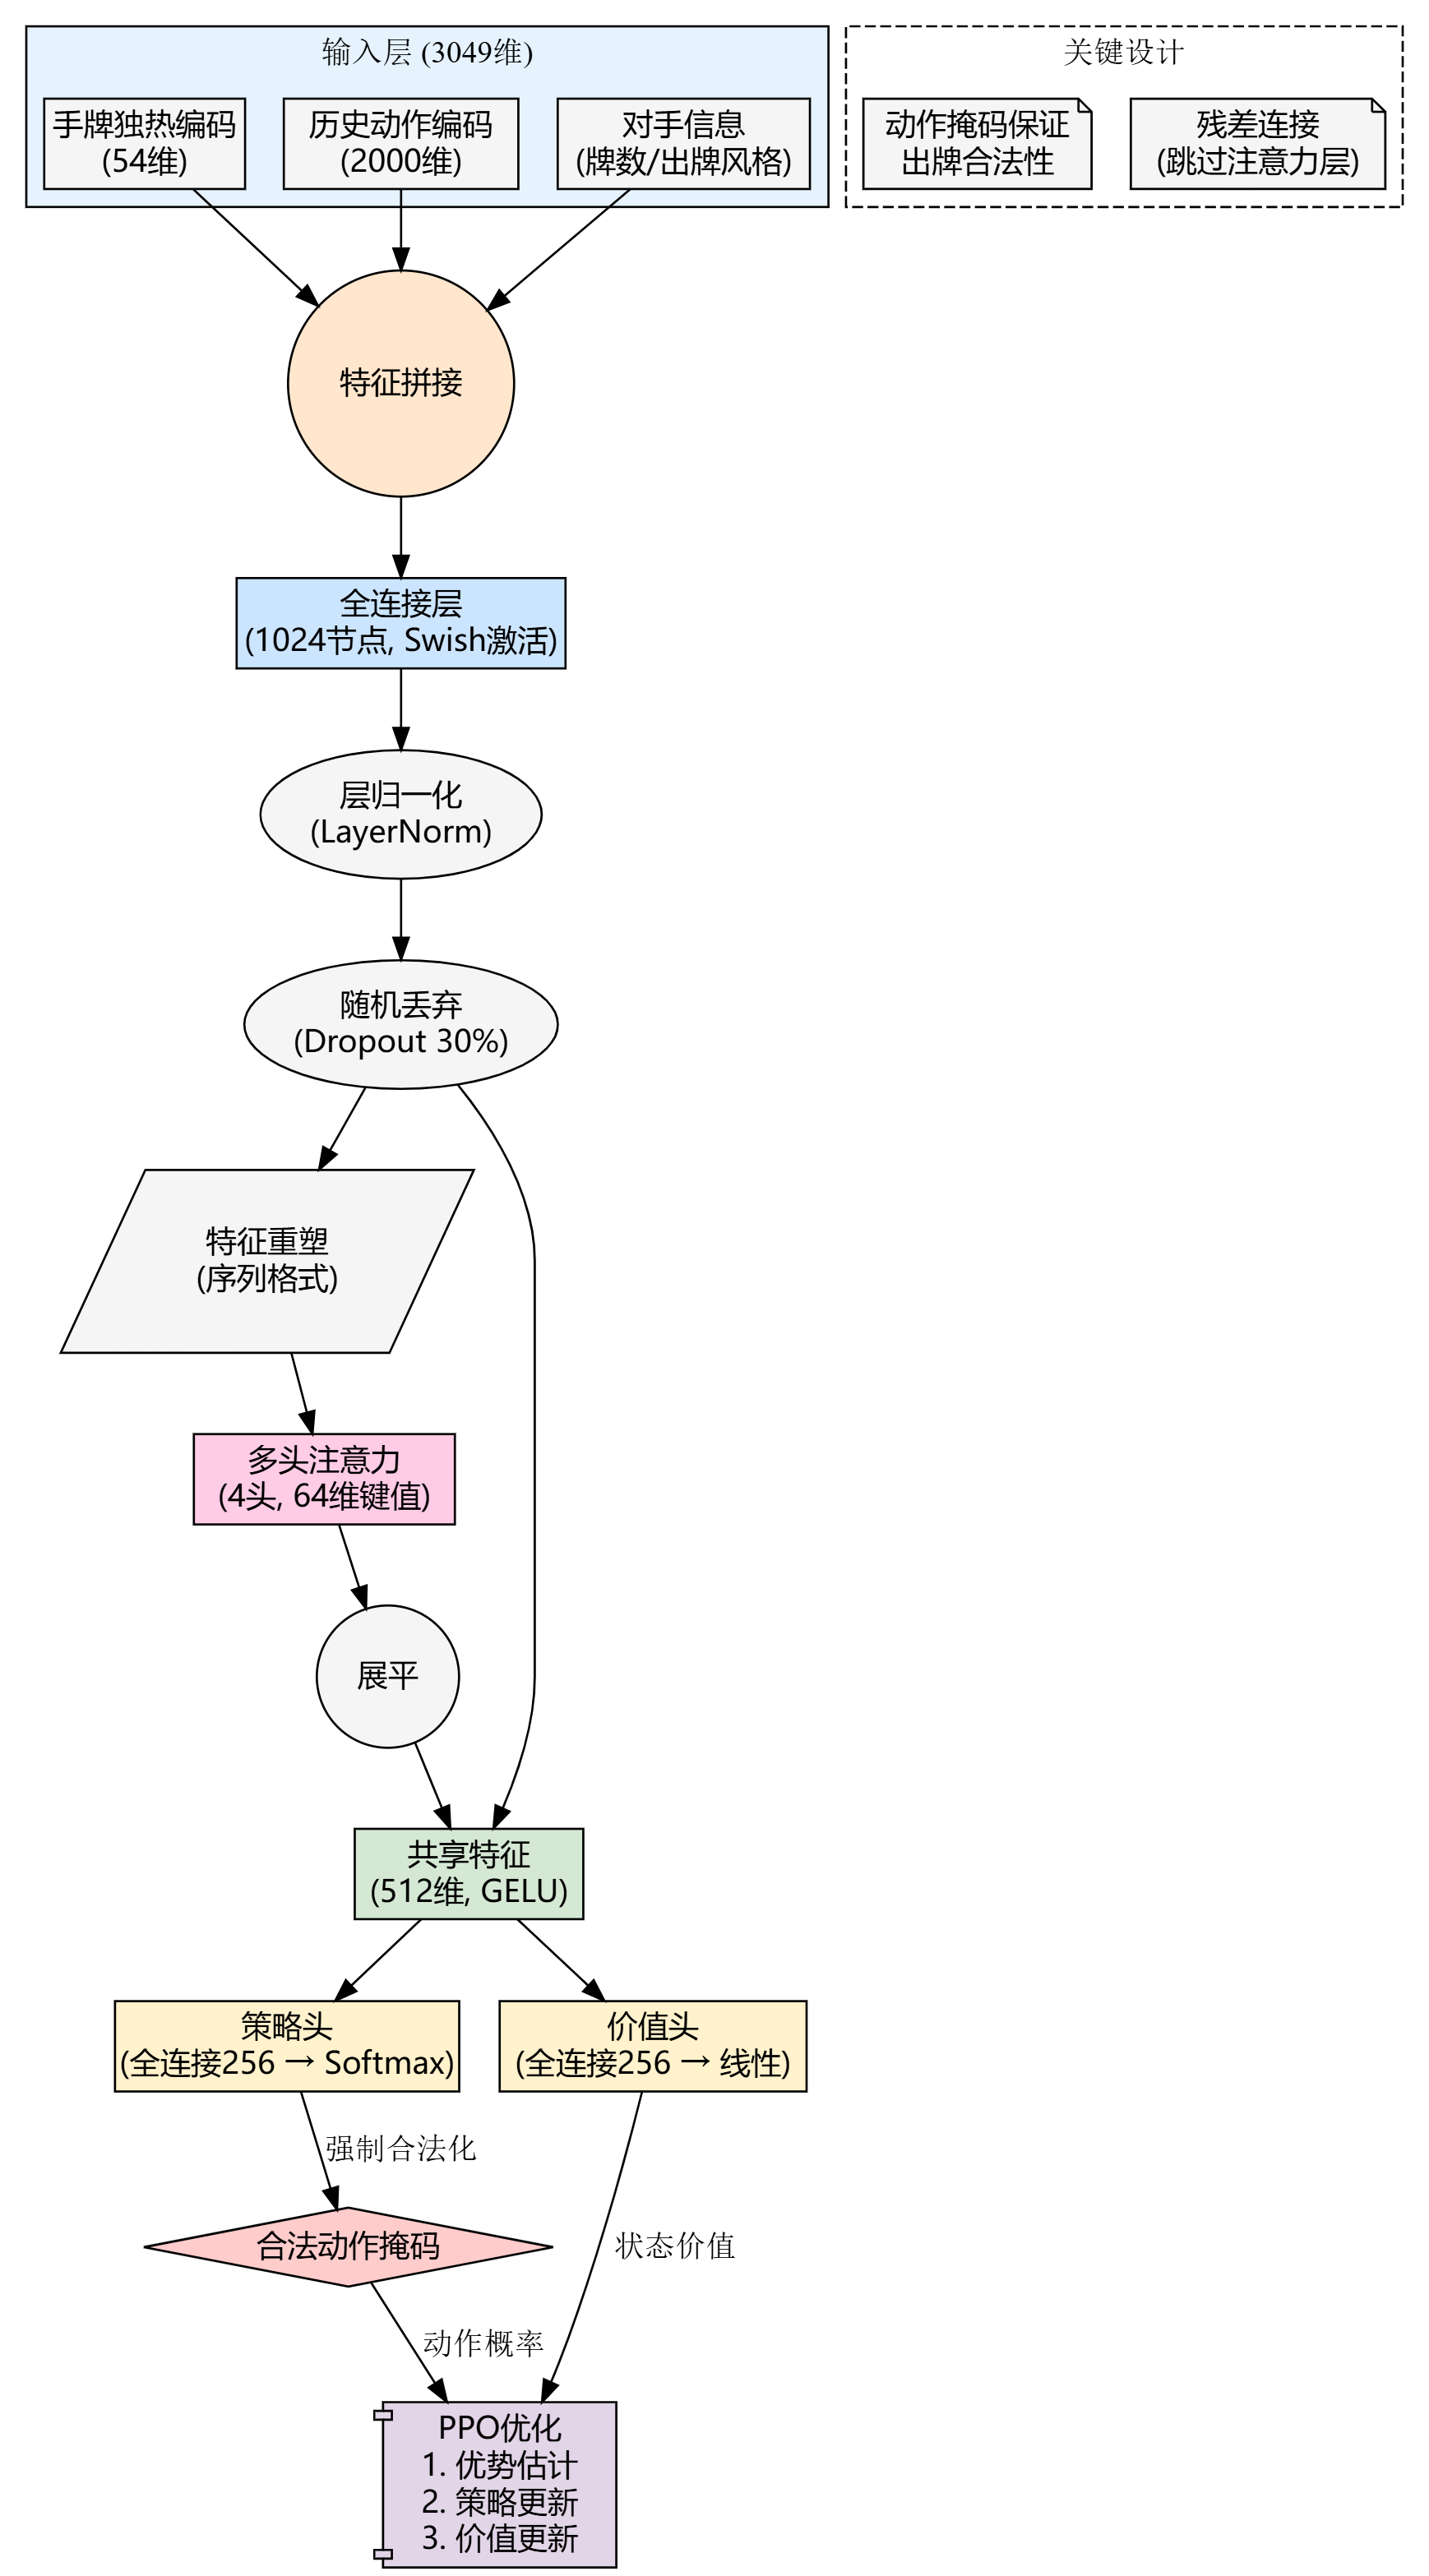 输入层 (3049维)
手牌独热编码
(54维)
历史动作编码
(2000维)
对手信息
(牌数/出牌风格)
关键设计
动作掩码保证
出牌合法性
残差连接
(跳过注意力层)
特征拼接
全连接层
(1024节点, Swish激活)
层归一化
(LayerNorm)
随机丢弃
(Dropout 30%)
特征重塑
(序列格式)
多头注意力
(4头, 64维键值)
展平
共享特征
(512维, GELU)
策略头
(全连接256 → Softmax)
价值头
(全连接256 → 线性)
强制合法化
合法动作掩码
状态价值
动作概率
PPO优化
1. 优势估计
2. 策略更新
3. 价值更新